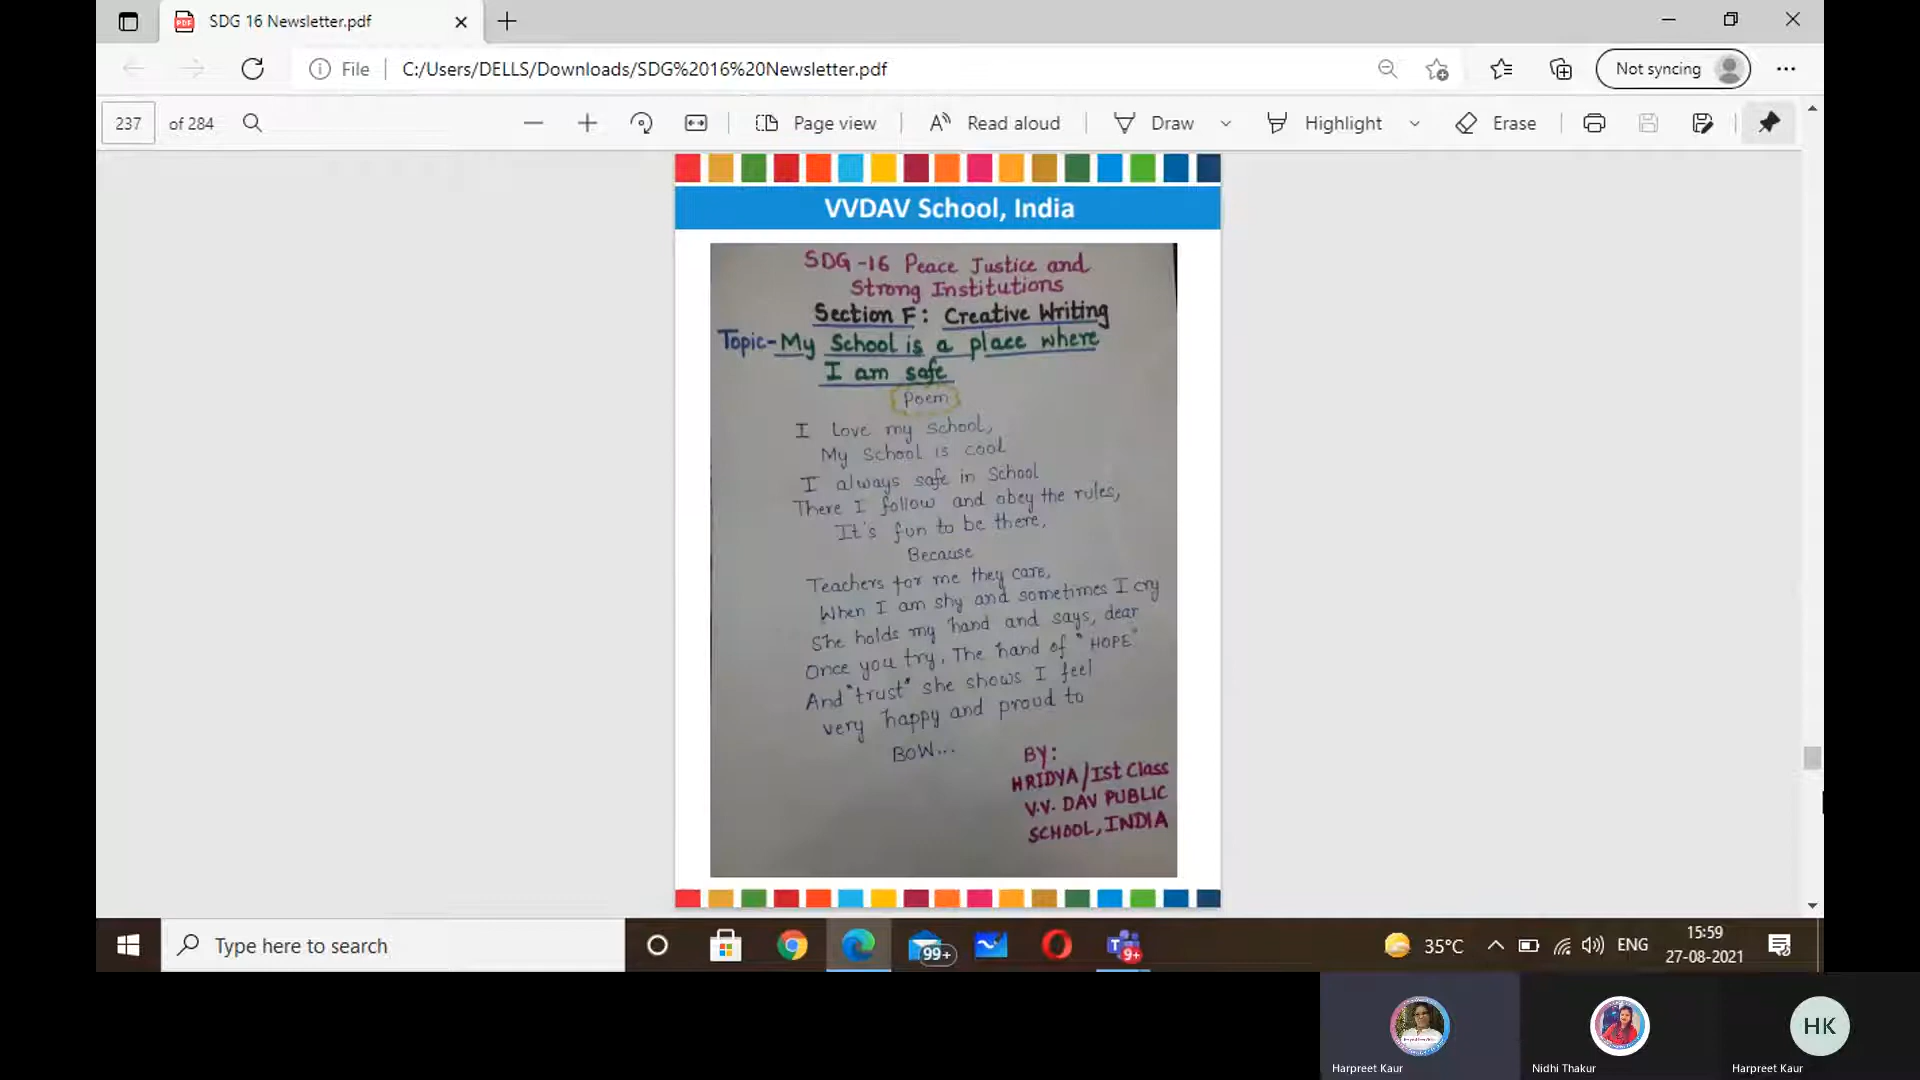 SDG 16 Newsletter.pdf
File
C:/Users/DELLS/Downloads/SDG%2016%20Newsletter.pdf
Not syncing
237 of 284
Page view
Read aloud
Draw
Highlight
Erase
VVDAV School, India
SDG-16 Peace Justice and
Strong Institutions
Section F: Creative Writing
Topic-My School is a place where
I am safe
Poem
I love my school,
My School is cool
I always safe in School
There I follow and obey the rules,
It's fun to be there,
Because
Teachers for me they care,
When I am shy and sometimes I cry
She holds my hand and says, dear
Once you try, The hand of "HOPE"
And "trust" she shows I feel
very happy and proud to
BOW...
BY:
HRIDYA/Ist Class
V.V. DAV PUBLIC
SCHOOL, INDIA
Type here to search
99+
9+
35°C
ENG
15:59
27-08-2021
HK
Harpreet Kaur
Nidhi Thakur
Harpreet Kaur